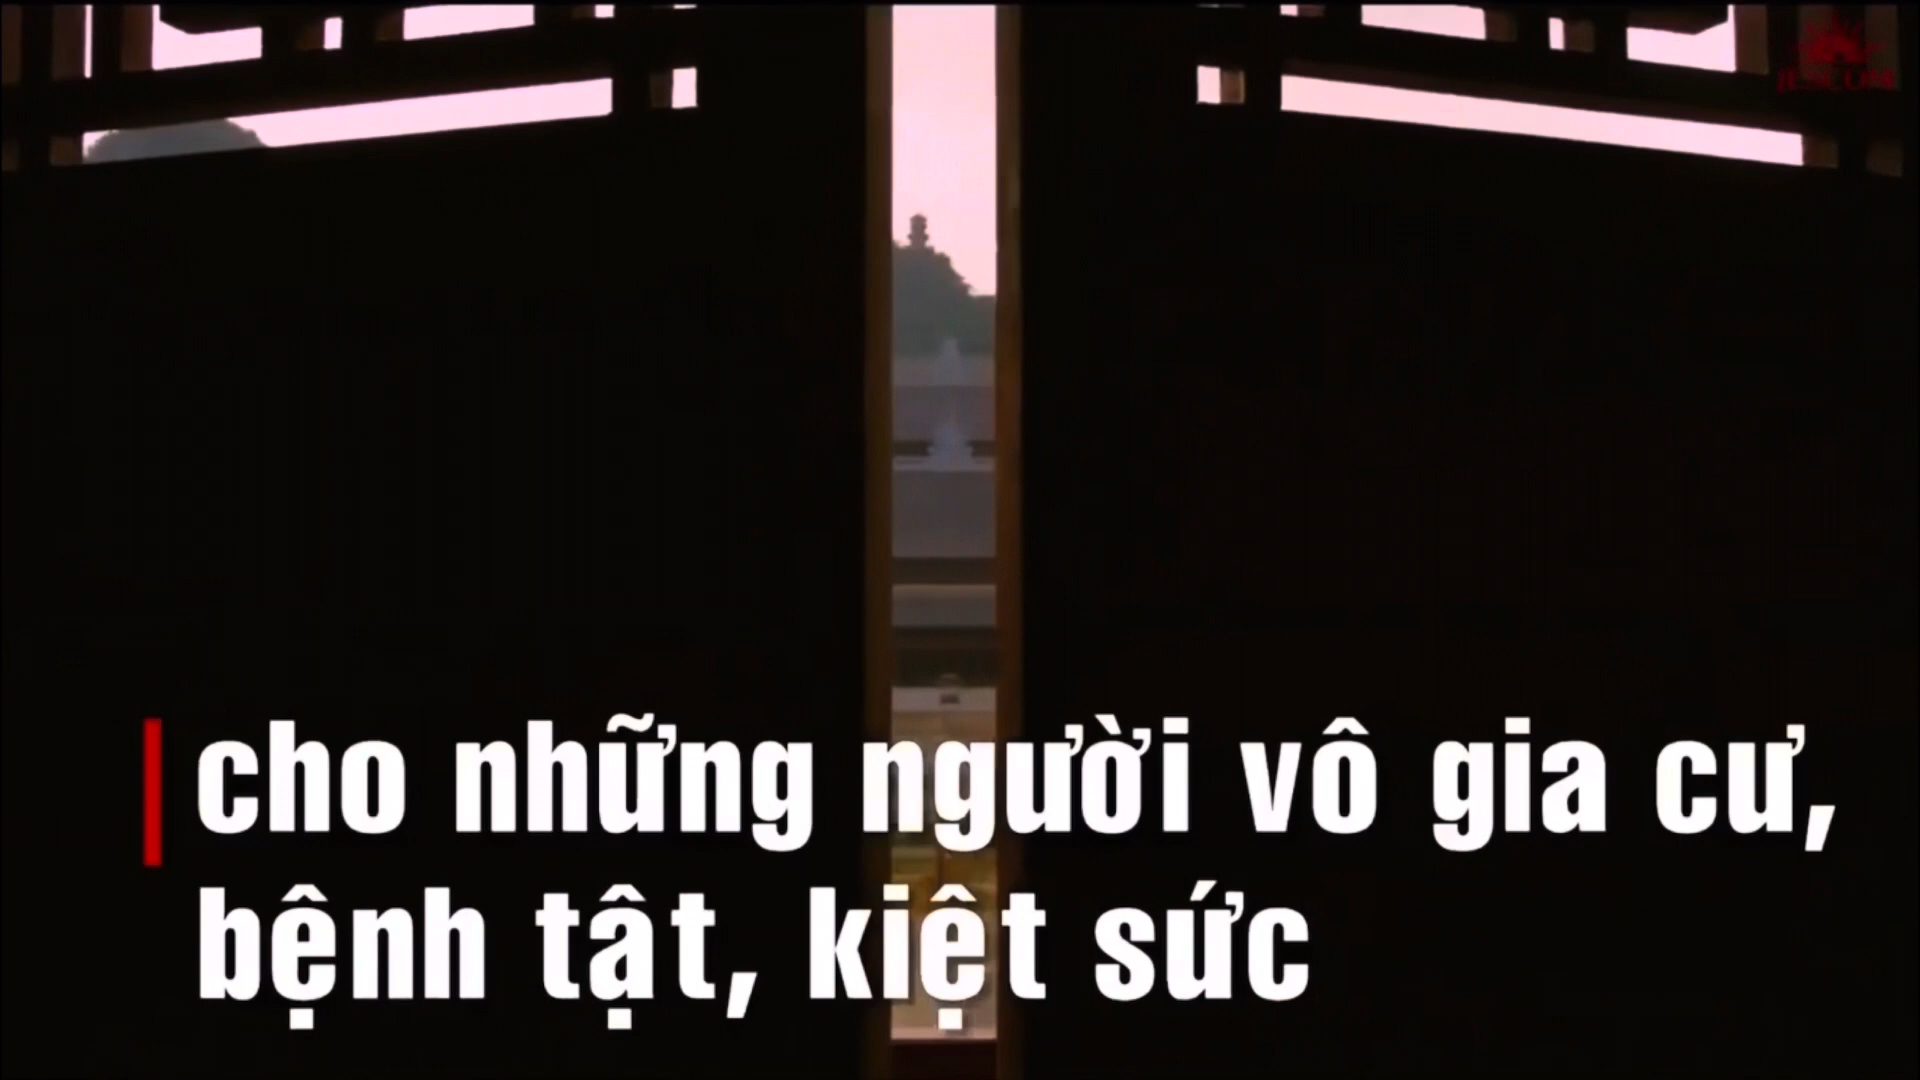 cho những người vô gia cư,
bệnh tật, kiệt sức